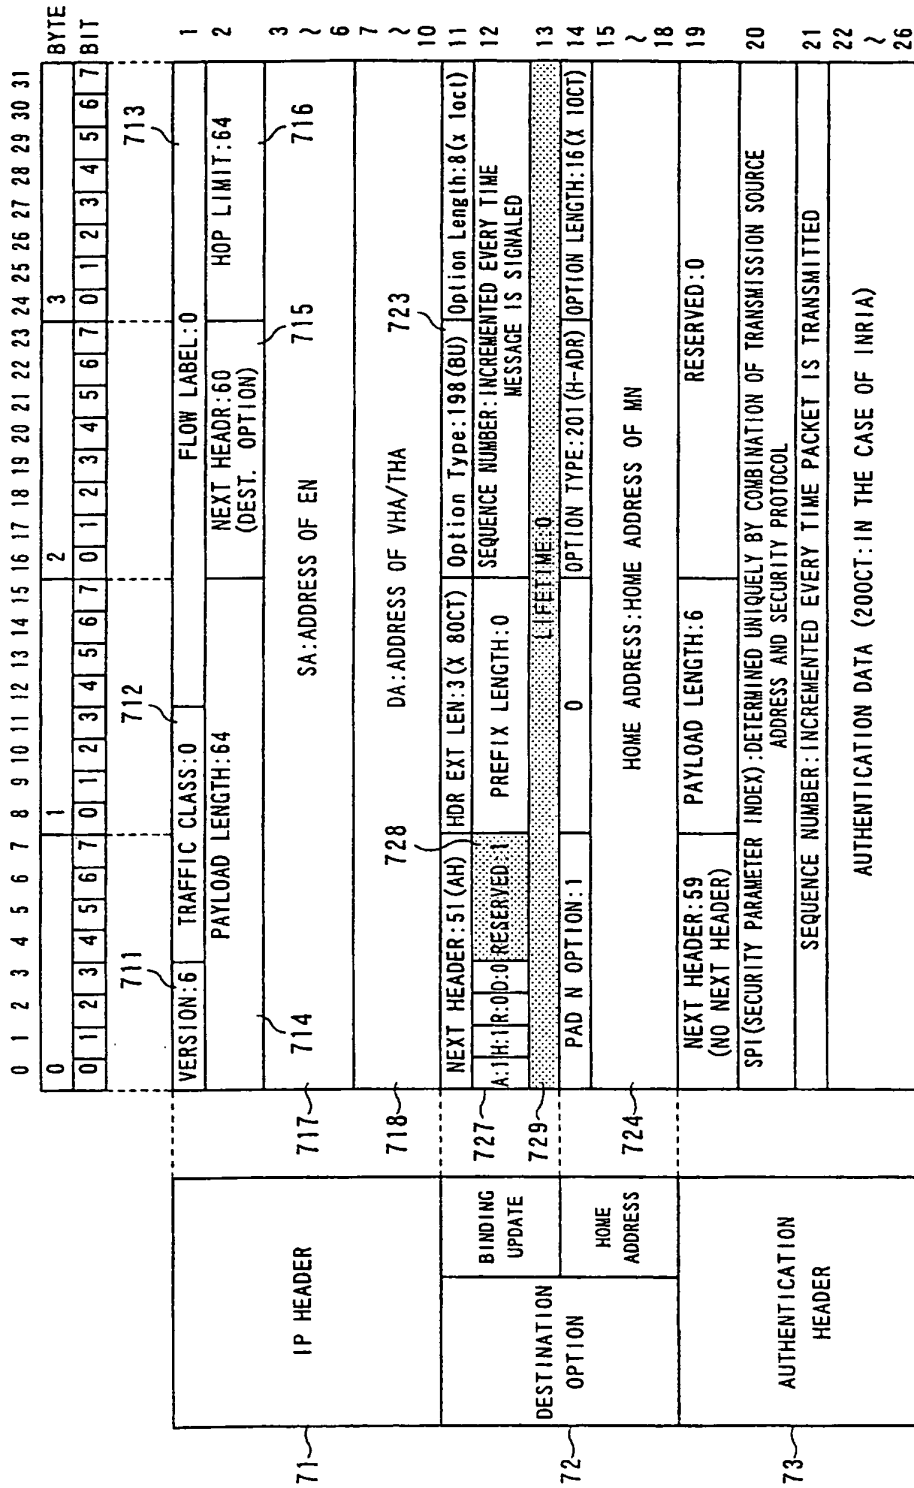 0 1 2 3 4 5 6 7 8 9 10 11 12 13 14 15 16 17 18 19 20 21 22 23 24 25 26 27 28 29 30 31
0 1 2 3 BYTE
0 1 2 3 4 5 6 7 0 1 2 3 4 5 6 7 0 1 2 3 4 5 6 7 0 1 2 3 4 5 6 7 BIT
711 712 713
71
IP HEADER
VERSION:6 TRAFFIC CLASS:0 FLOW LABEL:0 1
714 PAYLOAD LENGTH:64 NEXT HEADR:60 715 HOP LIMIT:64 716 2
(DEST. OPTION)
717 SA:ADDRESS OF EN 3
~
6
718 DA:ADDRESS OF VHA/THA 7
~
10
728 723
72
DESTINATION
OPTION
BINDING
UPDATE
NEXT HEADER:51(AH) HDR EXT LEN:3(X 8OCT) Option Type:198(BU) Option Length:8(x 1oct) 11
727 A:1 H:1 R:0 D:0 RESERVED:1 PREFIX LENGTH:0 SEQUENCE NUMBER:INCREMENTED EVERY TIME 12
MESSAGE IS SIGNALED
729 LIFETIME:0 13
HOME
ADDRESS
PAD N OPTION:1 0 OPTION TYPE:201(H-ADR) OPTION LENGTH:16(X 1OCT) 14
724 HOME ADDRESS:HOME ADDRESS OF MN 15
~
18
73
AUTHENTICATION
HEADER
NEXT HEADER:59 PAYLOAD LENGTH:6 RESERVED:0 19
(NO NEXT HEADER)
SPI(SECURITY PARAMETER INDEX):DETERMINED UNIQUELY BY COMBINATION OF TRANSMISSION SOURCE 20
ADDRESS AND SECURITY PROTOCOL
SEQUENCE NUMBER:INCREMENTED EVERY TIME PACKET IS TRANSMITTED 21
AUTHENTICATION DATA (20OCT:IN THE CASE OF INRIA) 22
~
26